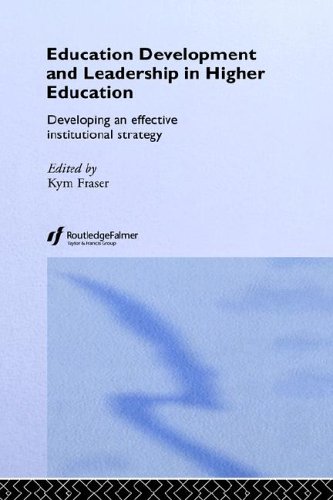 Education Development
and Leadership in Higher
Education
Developing an effective
institutional strategy
Edited by
Kym Fraser
RoutledgeFalmer
Taylor & Francis Group